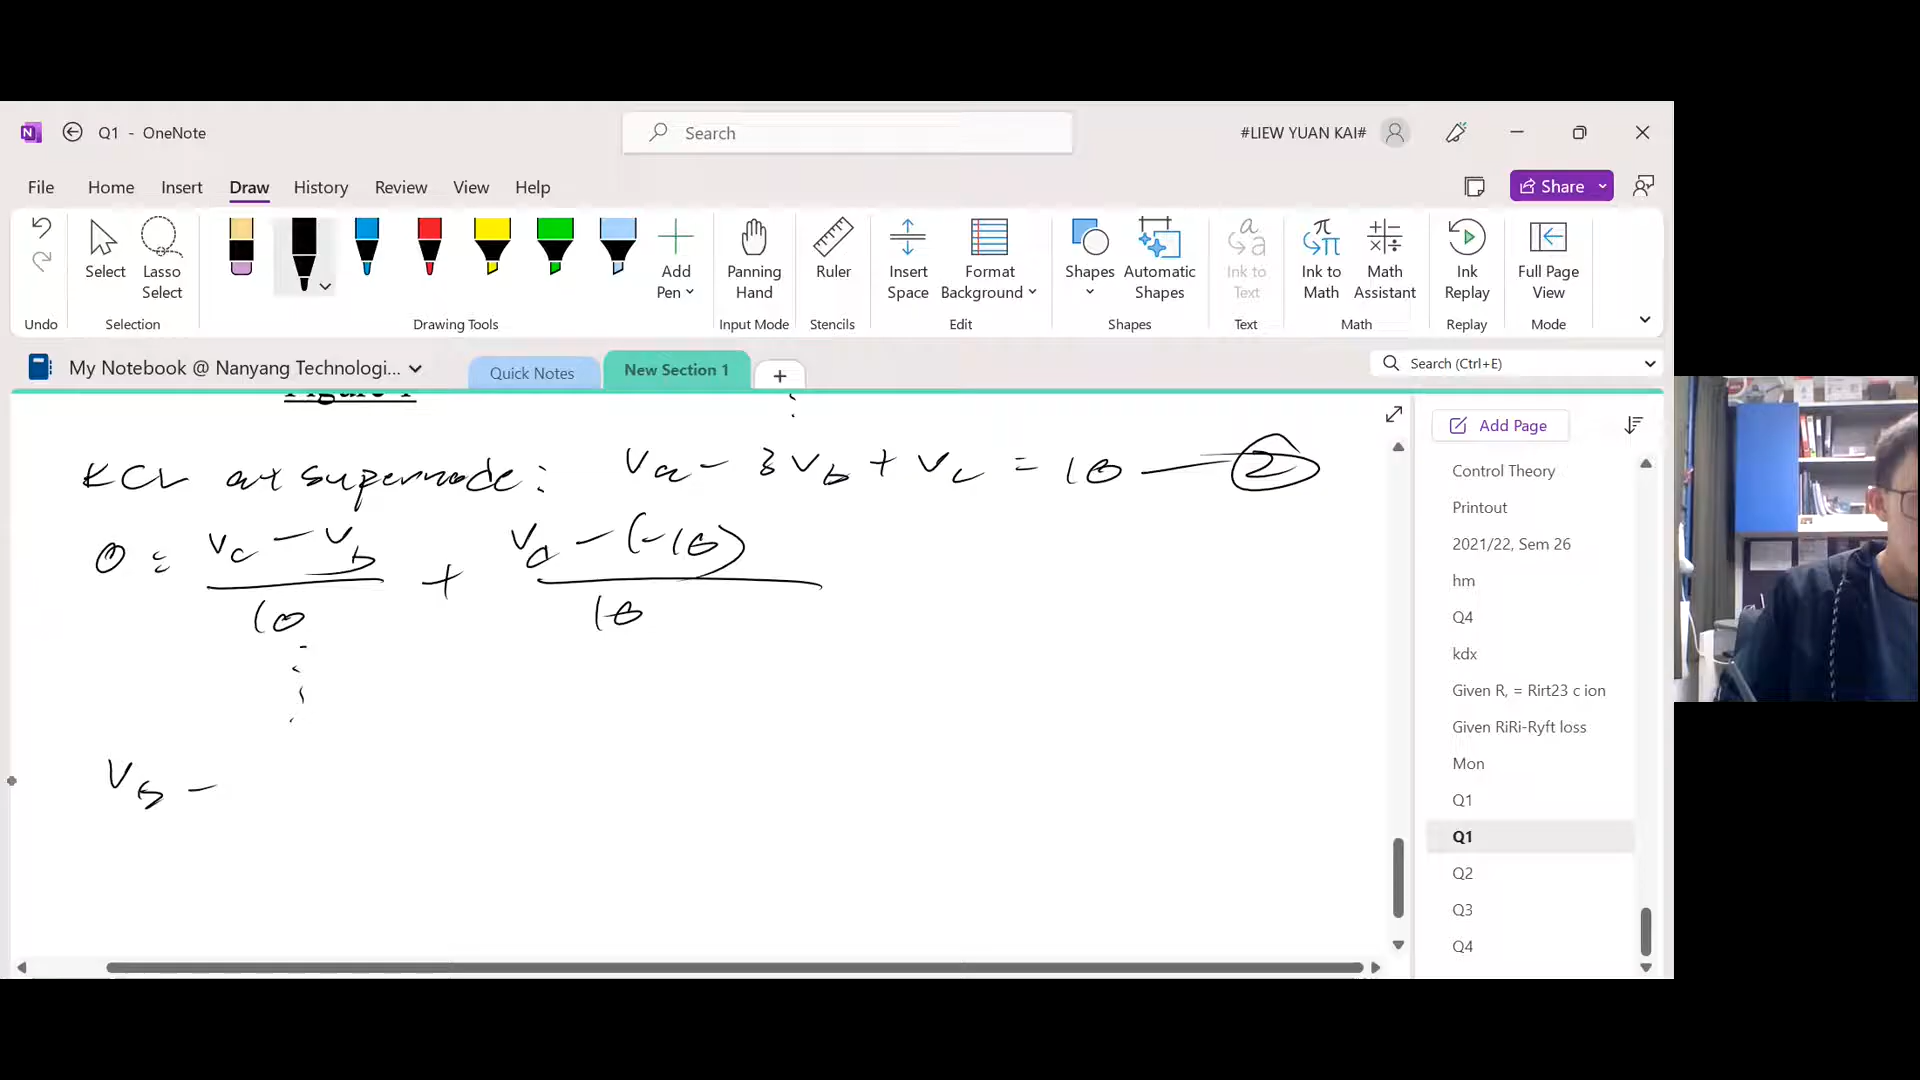 Q1 - OneNote
Search
#LIEW YUAN KAI#
File Home Insert Draw History Review View Help
Share
Select
Lasso Select
Add Pen
Panning Hand
Ruler
Insert Space
Format Background
Shapes
Automatic Shapes
Ink to Text
Ink to Math
Math Assistant
Ink Replay
Full Page View
Undo
Selection
Drawing Tools
Input Mode
Stencils
Edit
Shapes
Text
Math
Replay
Mode
My Notebook @ Nanyang Technologi...
Quick Notes
New Section 1
+
Search (Ctrl+E)
Figure 1
KCL at supernode: Va - 3Vb + Vc = 10 — ②
0 = (Vc - Vb)/10 + (Vd - (-10))/10
Vb -
Add Page
Control Theory
Printout
2021/22, Sem 26
hm
Q4
kdx
Given R, = Rirt23 c ion
Given RiRi-Ryft loss
Mon
Q1
Q1
Q2
Q3
Q4